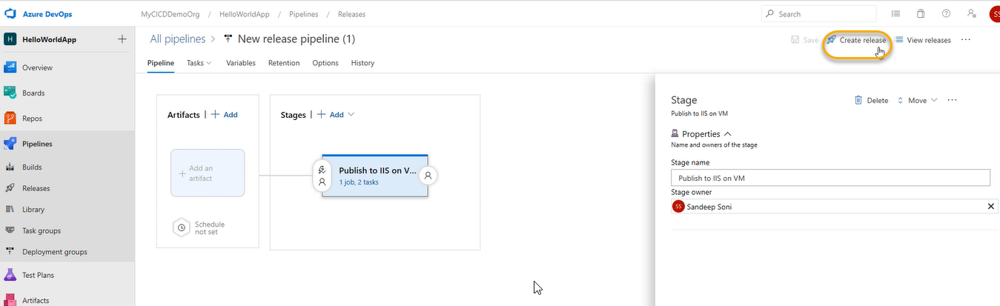 Azure DevOps
MyCICDDemoOrg / HelloWorldApp / Pipelines / Releases
Search
SS
H HelloWorldApp
Overview
Boards
Repos
Pipelines
Builds
Releases
Library
Task groups
Deployment groups
Test Plans
Artifacts
All pipelines > New release pipeline (1)
Save Create release View releases ...
Pipeline Tasks Variables Retention Options History
Artifacts | + Add
Add an
artifact
Schedule
not set
Stages | + Add
Publish to IIS on V...
1 job, 2 tasks
Stage
Publish to IIS on VM
Delete Move ...
Properties
Name and owners of the stage
Stage name
Publish to IIS on VM
Stage owner
SS Sandeep Soni